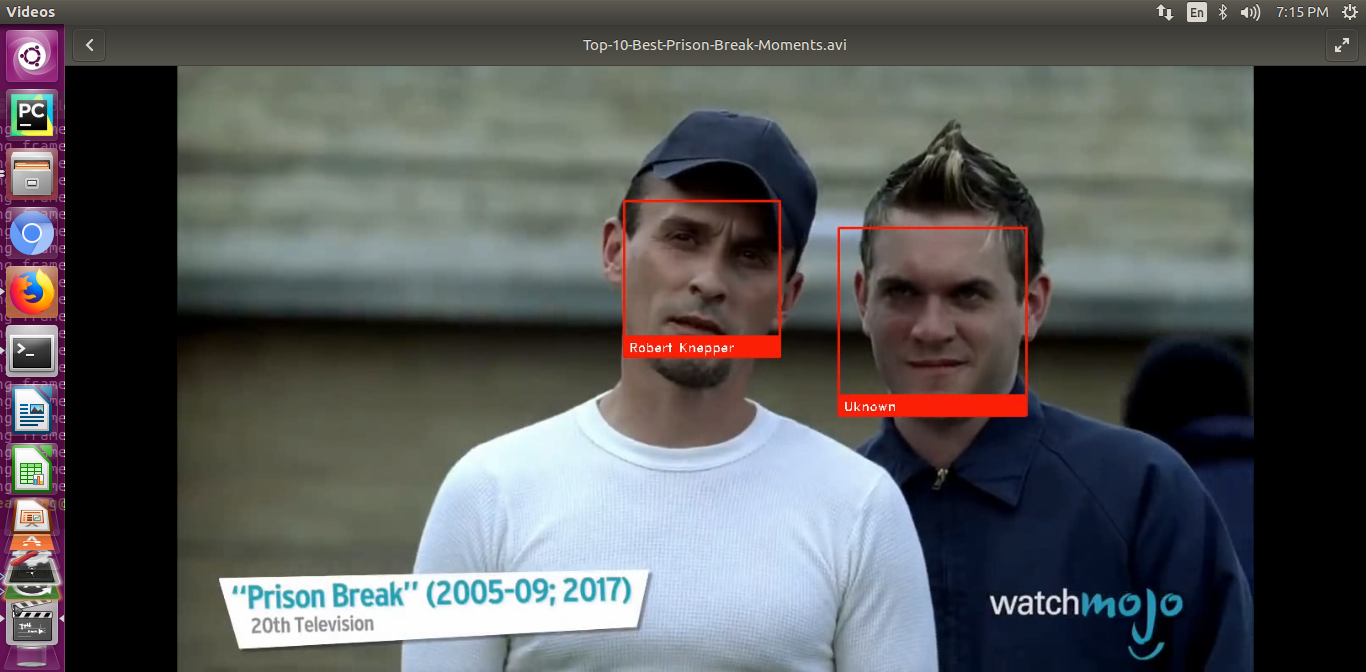 Videos
En
7:15 PM
Top-10-Best-Prison-Break-Moments.avi
PC
Robert Knepper
Uknown
"Prison Break" (2005-09; 2017)
20th Television
watchmojo